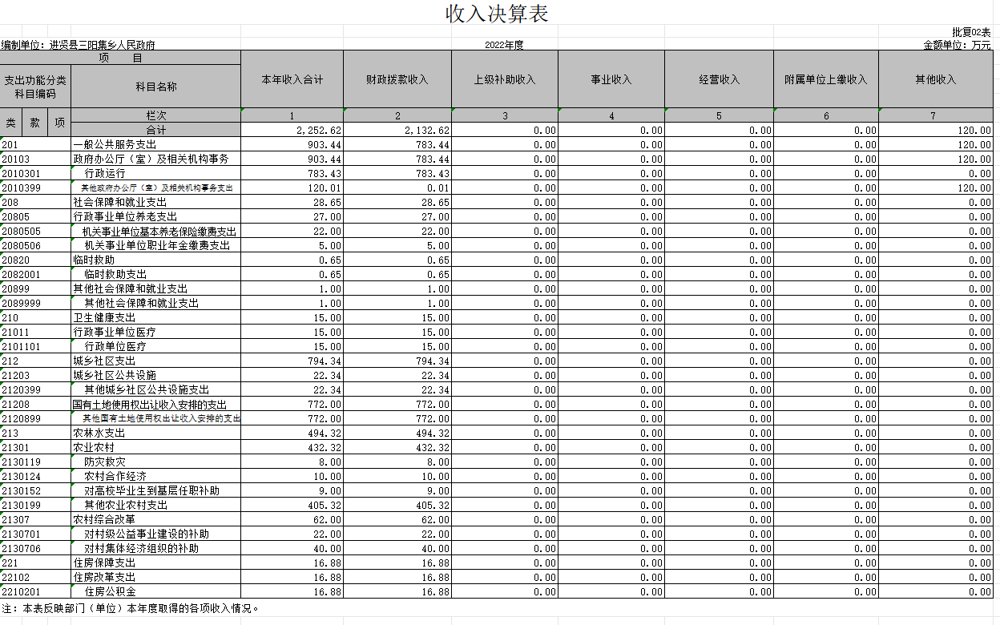 收入决算表
批复02表
编制单位：进贤县三阳集乡人民政府 2022年度 金额单位：万元
项 目 本年收入合计 财政拨款收入 上级补助收入 事业收入 经营收入 附属单位上缴收入 其他收入
支出功能分类科目编码 科目名称
类 款 项 栏次 1 2 3 4 5 6 7
合计 2,252.62 2,132.62 0.00 0.00 0.00 0.00 120.00
201 一般公共服务支出 903.44 783.44 0.00 0.00 0.00 0.00 120.00
20103 政府办公厅（室）及相关机构事务 903.44 783.44 0.00 0.00 0.00 0.00 120.00
2010301 行政运行 783.43 783.43 0.00 0.00 0.00 0.00 0.00
2010399 其他政府办公厅（室）及相关机构事务支出 120.01 0.01 0.00 0.00 0.00 0.00 120.00
208 社会保障和就业支出 28.65 28.65 0.00 0.00 0.00 0.00 0.00
20805 行政事业单位养老支出 27.00 27.00 0.00 0.00 0.00 0.00 0.00
2080505 机关事业单位基本养老保险缴费支出 22.00 22.00 0.00 0.00 0.00 0.00 0.00
2080506 机关事业单位职业年金缴费支出 5.00 5.00 0.00 0.00 0.00 0.00 0.00
20820 临时救助 0.65 0.65 0.00 0.00 0.00 0.00 0.00
2082001 临时救助支出 0.65 0.65 0.00 0.00 0.00 0.00 0.00
20899 其他社会保障和就业支出 1.00 1.00 0.00 0.00 0.00 0.00 0.00
2089999 其他社会保障和就业支出 1.00 1.00 0.00 0.00 0.00 0.00 0.00
210 卫生健康支出 15.00 15.00 0.00 0.00 0.00 0.00 0.00
21011 行政事业单位医疗 15.00 15.00 0.00 0.00 0.00 0.00 0.00
2101101 行政单位医疗 15.00 15.00 0.00 0.00 0.00 0.00 0.00
212 城乡社区支出 794.34 794.34 0.00 0.00 0.00 0.00 0.00
21203 城乡社区公共设施 22.34 22.34 0.00 0.00 0.00 0.00 0.00
2120399 其他城乡社区公共设施支出 22.34 22.34 0.00 0.00 0.00 0.00 0.00
21208 国有土地使用权出让收入安排的支出 772.00 772.00 0.00 0.00 0.00 0.00 0.00
2120899 其他国有土地使用权出让收入安排的支出 772.00 772.00 0.00 0.00 0.00 0.00 0.00
213 农林水支出 494.32 494.32 0.00 0.00 0.00 0.00 0.00
21301 农业农村 432.32 432.32 0.00 0.00 0.00 0.00 0.00
2130119 防灾救灾 8.00 8.00 0.00 0.00 0.00 0.00 0.00
2130124 农村合作经济 10.00 10.00 0.00 0.00 0.00 0.00 0.00
2130152 对高校毕业生到基层任职补助 9.00 9.00 0.00 0.00 0.00 0.00 0.00
2130199 其他农业农村支出 405.32 405.32 0.00 0.00 0.00 0.00 0.00
21307 农村综合改革 62.00 62.00 0.00 0.00 0.00 0.00 0.00
2130701 对村级公益事业建设的补助 22.00 22.00 0.00 0.00 0.00 0.00 0.00
2130706 对村集体经济组织的补助 40.00 40.00 0.00 0.00 0.00 0.00 0.00
221 住房保障支出 16.88 16.88 0.00 0.00 0.00 0.00 0.00
22102 住房改革支出 16.88 16.88 0.00 0.00 0.00 0.00 0.00
2210201 住房公积金 16.88 16.88 0.00 0.00 0.00 0.00 0.00
注：本表反映部门（单位）本年度取得的各项收入情况。